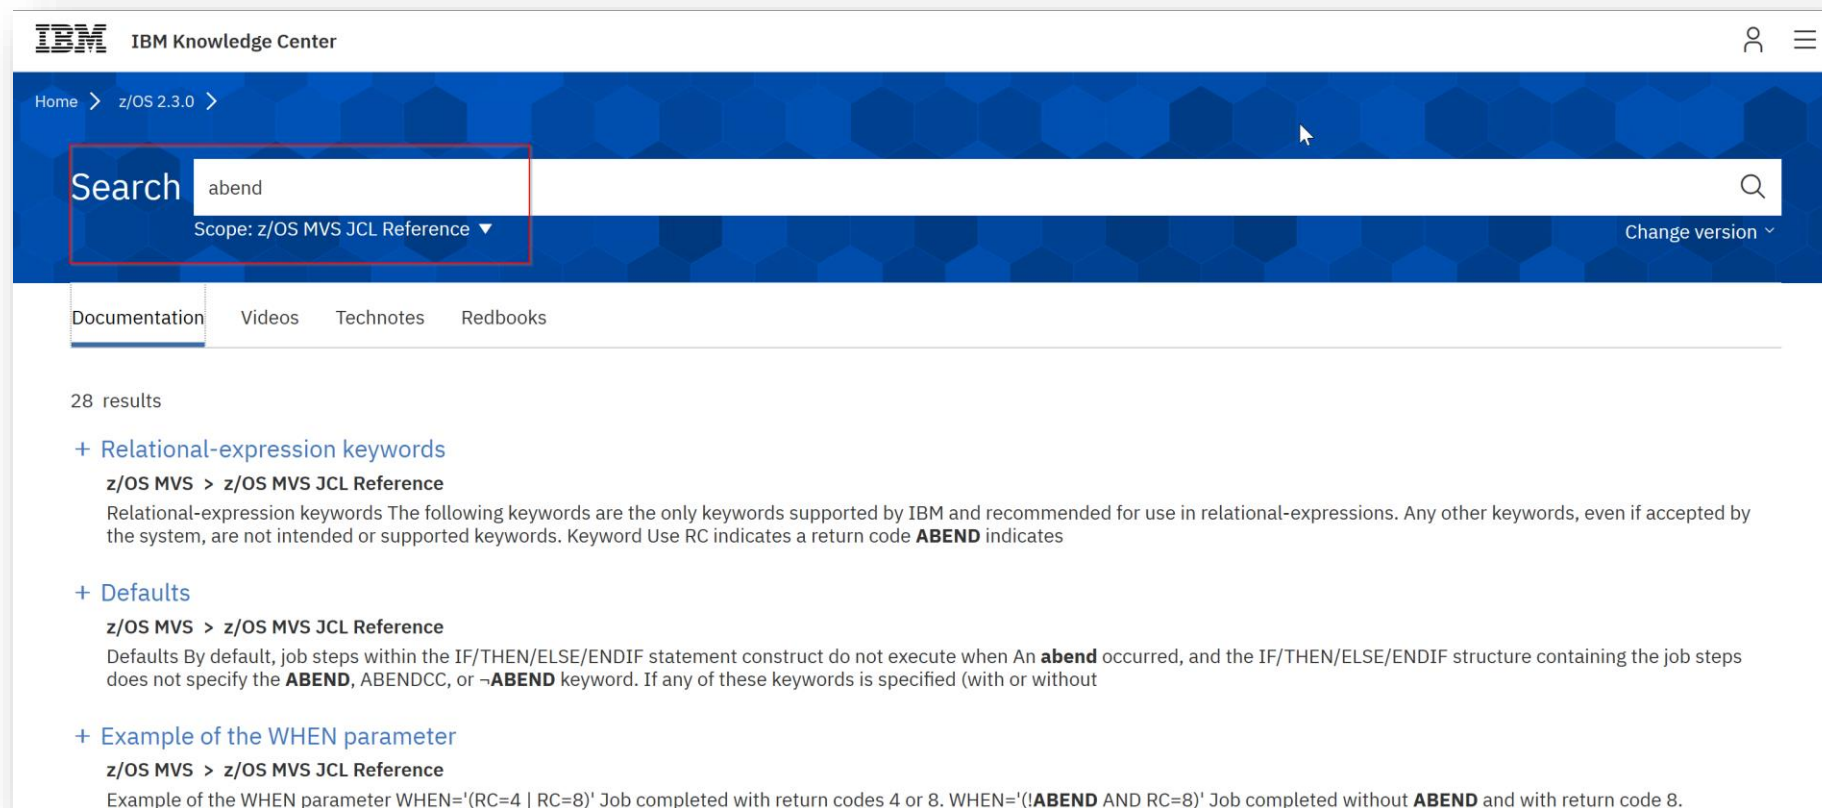 IBM IBM Knowledge Center
Home > z/OS 2.3.0 >
Search abend
Scope: z/OS MVS JCL Reference ▼
Change version
Documentation Videos Technotes Redbooks
28 results
+ Relational-expression keywords
z/OS MVS > z/OS MVS JCL Reference
Relational-expression keywords The following keywords are the only keywords supported by IBM and recommended for use in relational-expressions. Any other keywords, even if accepted by
the system, are not intended or supported keywords. Keyword Use RC indicates a return code ABEND indicates
+ Defaults
z/OS MVS > z/OS MVS JCL Reference
Defaults By default, job steps within the IF/THEN/ELSE/ENDIF statement construct do not execute when An abend occurred, and the IF/THEN/ELSE/ENDIF structure containing the job steps
does not specify the ABEND, ABENDCC, or ¬ABEND keyword. If any of these keywords is specified (with or without
+ Example of the WHEN parameter
z/OS MVS > z/OS MVS JCL Reference
Example of the WHEN parameter WHEN='(RC=4 | RC=8)' Job completed with return codes 4 or 8. WHEN='(!ABEND AND RC=8)' Job completed without ABEND and with return code 8.